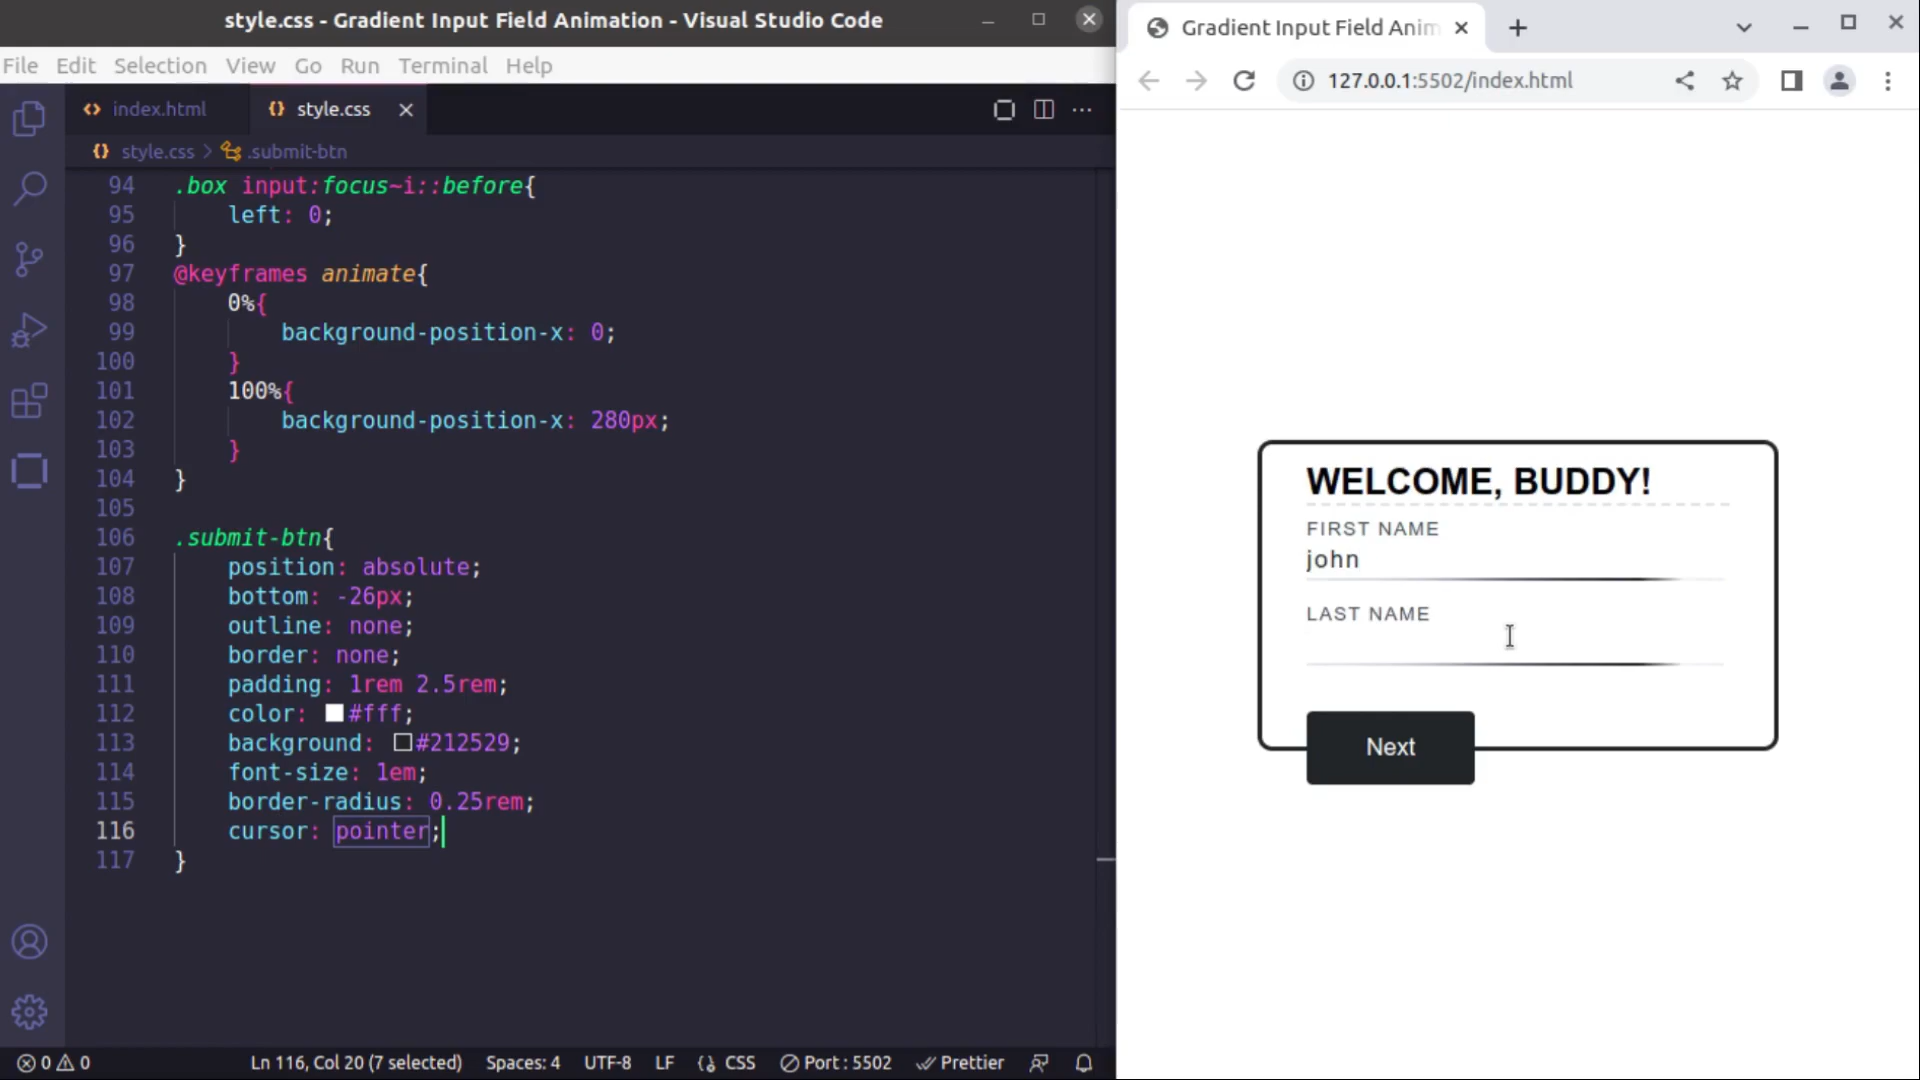 style.css - Gradient Input Field Animation - Visual Studio Code
File Edit Selection View Go Run Terminal Help
index.html
style.css
style.css > .submit-btn
94 .box input:focus~i::before{
95 left: 0;
96 }
97 @keyframes animate{
98 0%{
99 background-position-x: 0;
100 }
101 100%{
102 background-position-x: 280px;
103 }
104 }
105
106 .submit-btn{
107 position: absolute;
108 bottom: -26px;
109 outline: none;
110 border: none;
111 padding: 1rem 2.5rem;
112 color: #fff;
113 background: #212529;
114 font-size: 1em;
115 border-radius: 0.25rem;
116 cursor: pointer;
117 }
0 0 Ln 116, Col 20 (7 selected) Spaces: 4 UTF-8 LF CSS Port : 5502 Prettier
Gradient Input Field Anim
127.0.0.1:5502/index.html
WELCOME, BUDDY!
FIRST NAME
john
LAST NAME
Next